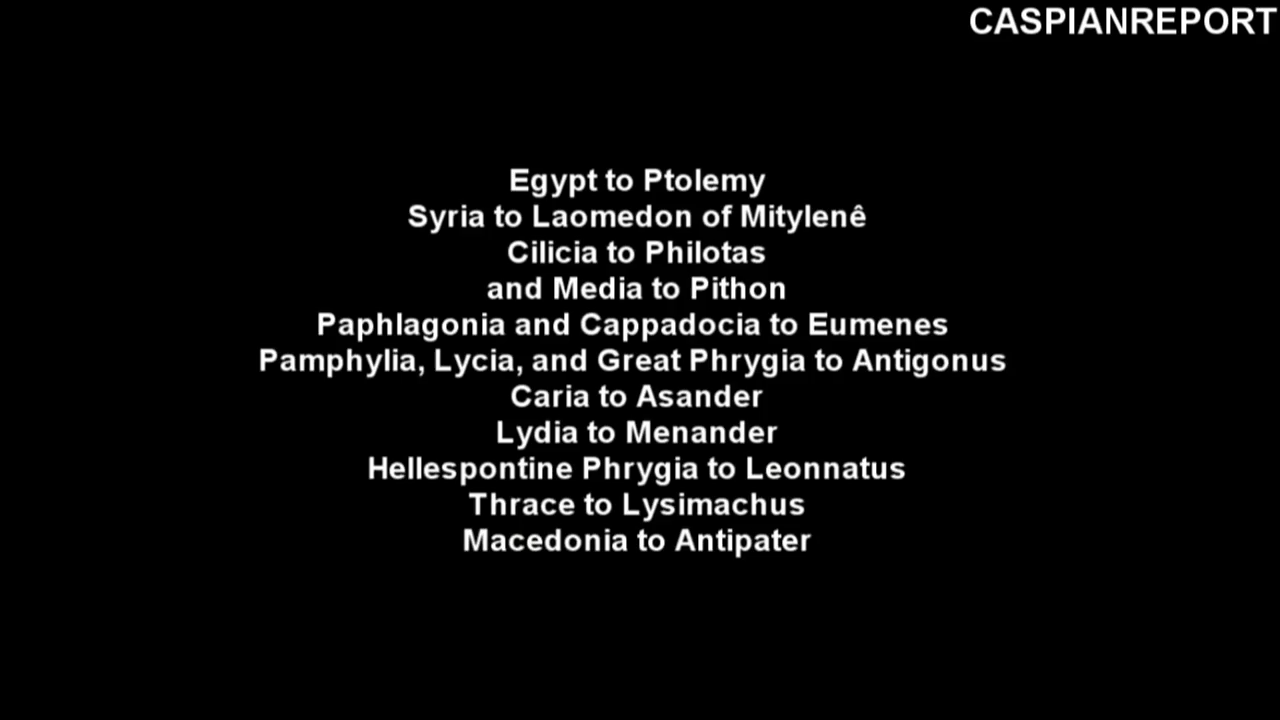 CASPIANREPORT
Egypt to Ptolemy
Syria to Laomedon of Mitylenê
Cilicia to Philotas
and Media to Pithon
Paphlagonia and Cappadocia to Eumenes
Pamphylia, Lycia, and Great Phrygia to Antigonus
Caria to Asander
Lydia to Menander
Hellespontine Phrygia to Leonnatus
Thrace to Lysimachus
Macedonia to Antipater